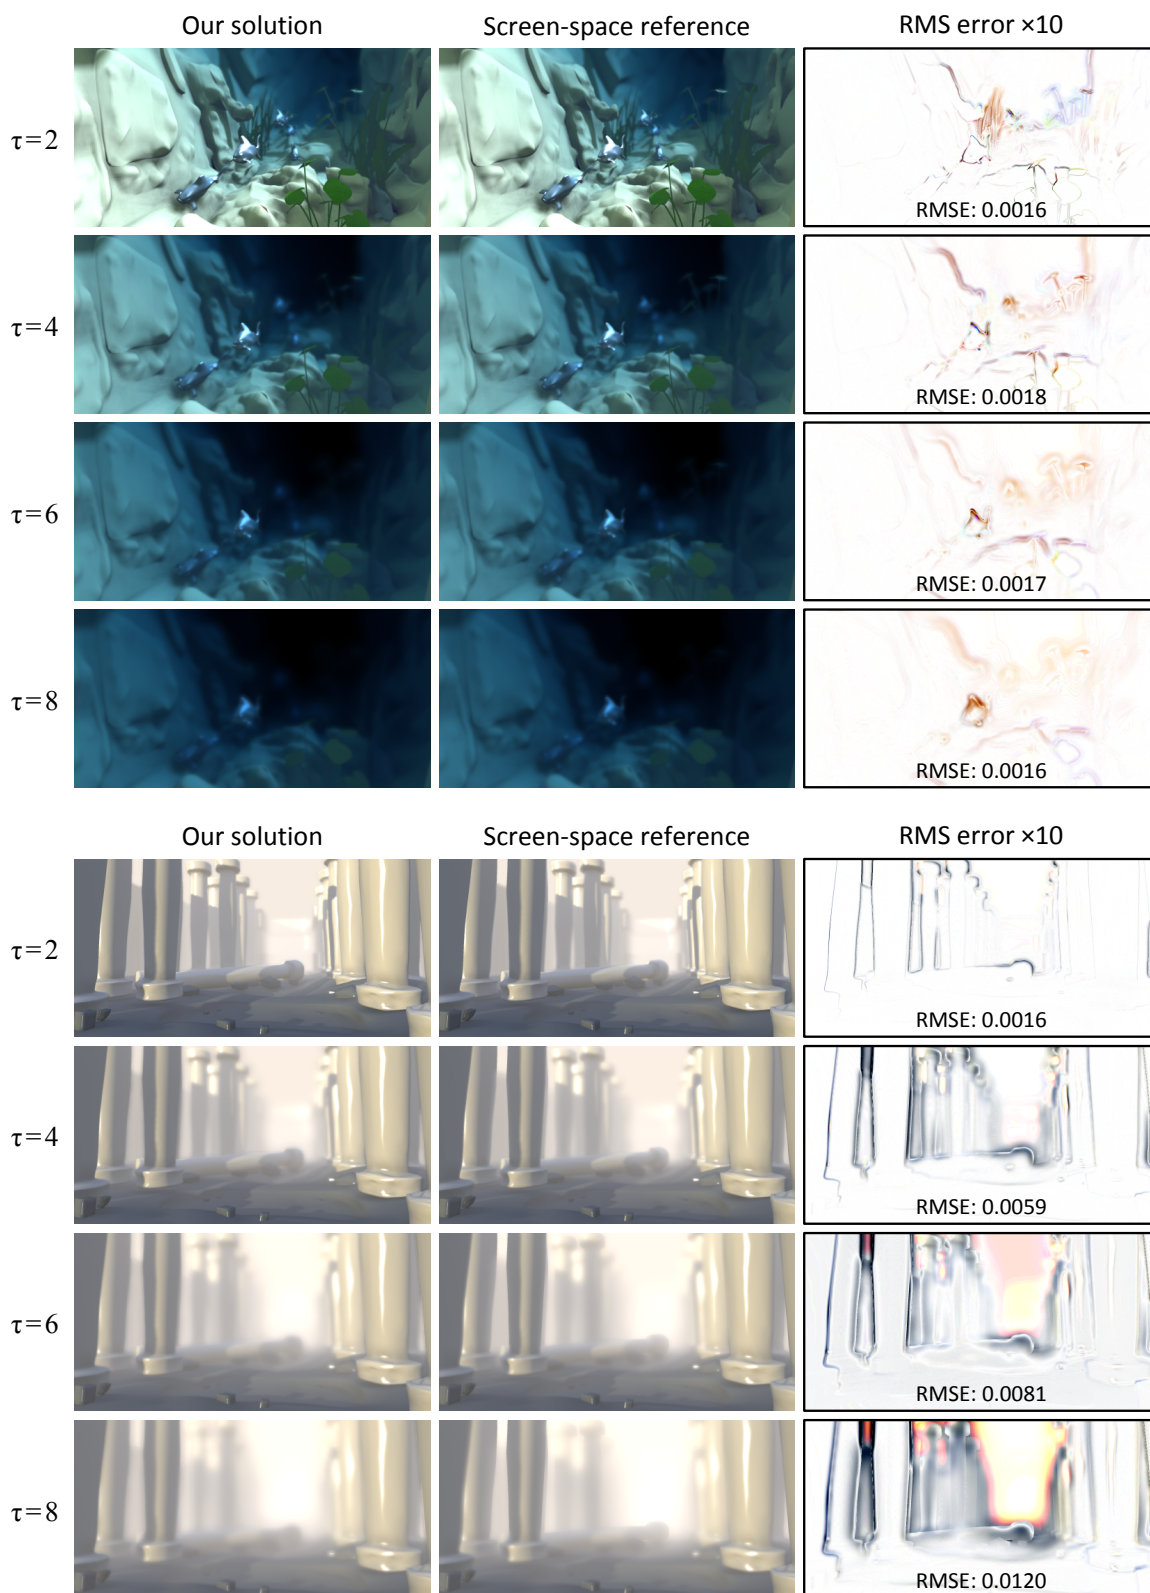 Our solution Screen-space reference RMS error ×10
τ=2
RMSE: 0.0016
τ=4
RMSE: 0.0018
τ=6
RMSE: 0.0017
τ=8
RMSE: 0.0016
Our solution Screen-space reference RMS error ×10
τ=2
RMSE: 0.0016
τ=4
RMSE: 0.0059
τ=6
RMSE: 0.0081
τ=8
RMSE: 0.0120